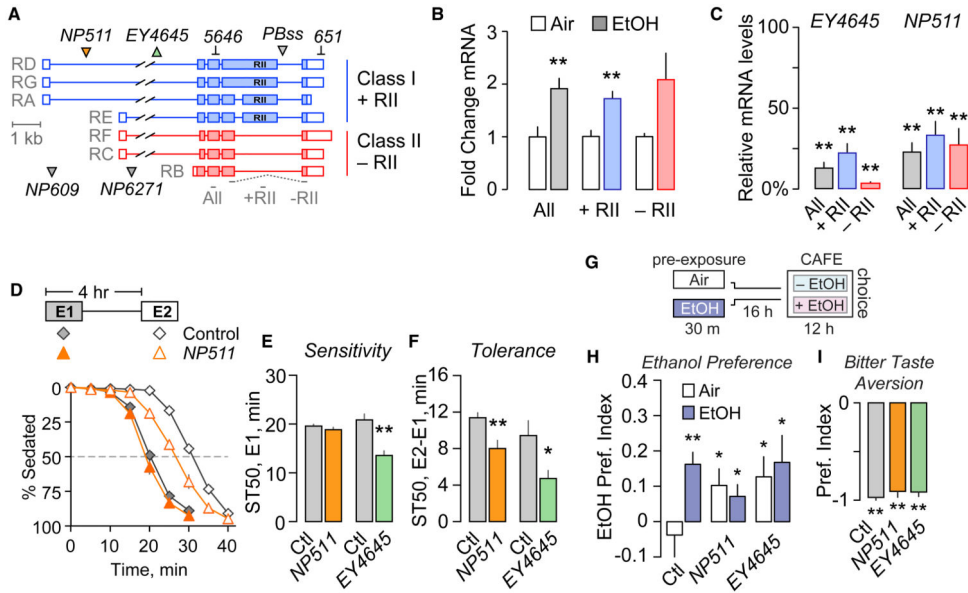 A
NP511 EY4645 5646 PBss 651
RD RII
RG RII
RA RII
RE RII
RF
RC
RB
Class I
+ RII
Class II
– RII
1 kb
NP609 NP6271
All +RII -RII
B
Air EtOH
Fold Change mRNA
3
2
1
0
** **
All + RII – RII
C
EY4645 NP511
Relative mRNA levels
100%
50%
0%
** ** ** ** ** **
All + RII – RII All + RII – RII
D
4 hr
E1 E2
Control
NP511
% Sedated
0
25
50
75
100
0 10 20 30 40
Time, min
E Sensitivity
ST50, E1, min
30
20
10
0
**
Ctl NP511 Ctl EY4645
F Tolerance
ST50, E2-E1, min
-16
-12
-8
-4
0
** *
Ctl NP511 Ctl EY4645
G
pre-exposure CAFE
Air – EtOH
EtOH + EtOH
choice
16 h
30 m 12 h
H Ethanol Preference
Air
EtOH
EtOH Pref. Index
0.4
0.3
0.2
0.1
0
-0.1
** * * * *
Ctl NP511 EY4645
I Bitter Taste
Aversion
Pref. Index
0
-1
** ** **
Ctl NP511 EY4645